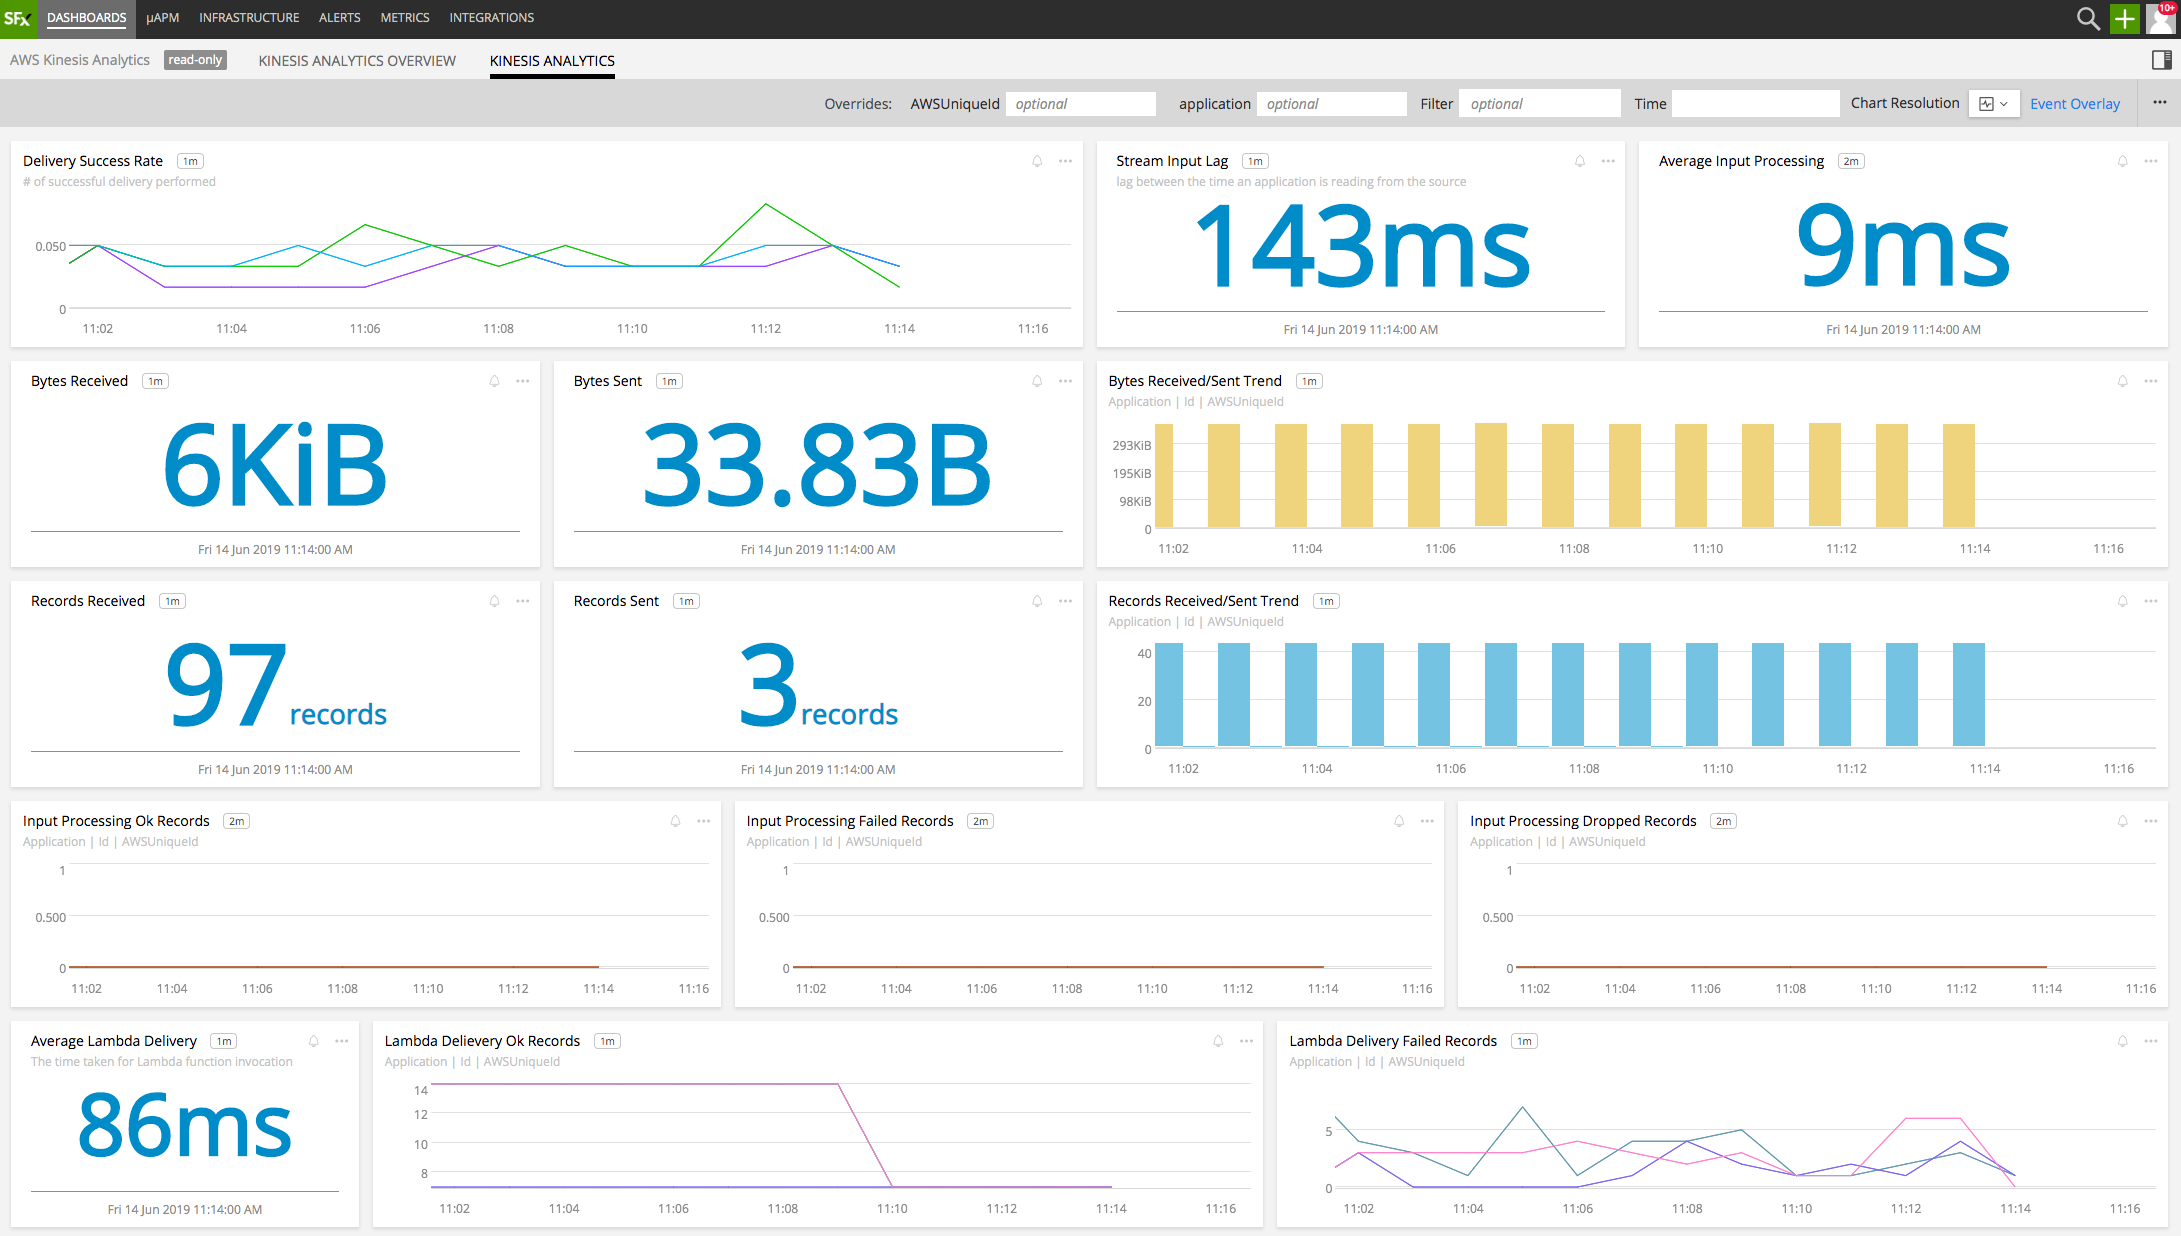 SFx DASHBOARDS µAPM INFRASTRUCTURE ALERTS METRICS INTEGRATIONS 10+
AWS Kinesis Analytics read-only KINESIS ANALYTICS OVERVIEW KINESIS ANALYTICS
Overrides: AWSUniqueId optional application optional Filter optional Time Chart Resolution Event Overlay
Delivery Success Rate 1m
# of successful delivery performed
0.050
0
11:02 11:04 11:06 11:08 11:10 11:12 11:14 11:16
Stream Input Lag 1m
lag between the time an application is reading from the source
143ms
Fri 14 Jun 2019 11:14:00 AM
Average Input Processing 2m
9ms
Fri 14 Jun 2019 11:14:00 AM
Bytes Received 1m
6KiB
Fri 14 Jun 2019 11:14:00 AM
Bytes Sent 1m
33.83B
Fri 14 Jun 2019 11:14:00 AM
Bytes Received/Sent Trend 1m
Application | Id | AWSUniqueId
293KiB
195KiB
98KiB
0
11:02 11:04 11:06 11:08 11:10 11:12 11:14 11:16
Records Received 1m
97 records
Fri 14 Jun 2019 11:14:00 AM
Records Sent 1m
3 records
Fri 14 Jun 2019 11:14:00 AM
Records Received/Sent Trend 1m
Application | Id | AWSUniqueId
40
20
0
11:02 11:04 11:06 11:08 11:10 11:12 11:14 11:16
Input Processing Ok Records 2m
Application | Id | AWSUniqueId
1
0.500
0
11:02 11:04 11:06 11:08 11:10 11:12 11:14 11:16
Input Processing Failed Records 2m
Application | Id | AWSUniqueId
1
0.500
0
11:02 11:04 11:06 11:08 11:10 11:12 11:14 11:16
Input Processing Dropped Records 2m
Application | Id | AWSUniqueId
1
0.500
0
11:02 11:04 11:06 11:08 11:10 11:12 11:14 11:16
Average Lambda Delivery 1m
The time taken for Lambda function invocation
86ms
Fri 14 Jun 2019 11:14:00 AM
Lambda Delievery Ok Records 1m
Application | Id | AWSUniqueId
14
12
10
8
11:02 11:04 11:06 11:08 11:10 11:12 11:14 11:16
Lambda Delivery Failed Records 1m
Application | Id | AWSUniqueId
5
0
11:02 11:04 11:06 11:08 11:10 11:12 11:14 11:16